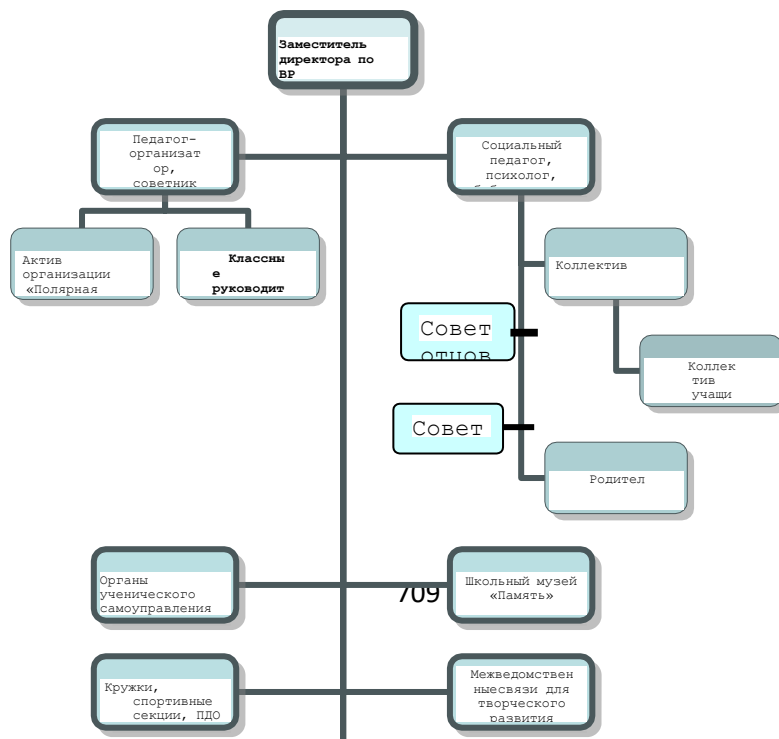 Заместитель
директора по
ВР
Педагог-
организат
ор,
советник
Социальный
педагог,
психолог,
Актив
организации
«Полярная
Классны
е
руководит
Коллектив
Совет
отцов
Коллек
тив
учащи
Совет
Родител
Органы
ученического
самоуправления
Школьный музей
«Память»
709
Кружки,
спортивные
секции, ПДО
Межведомствен
ныесвязи для
творческого
развития